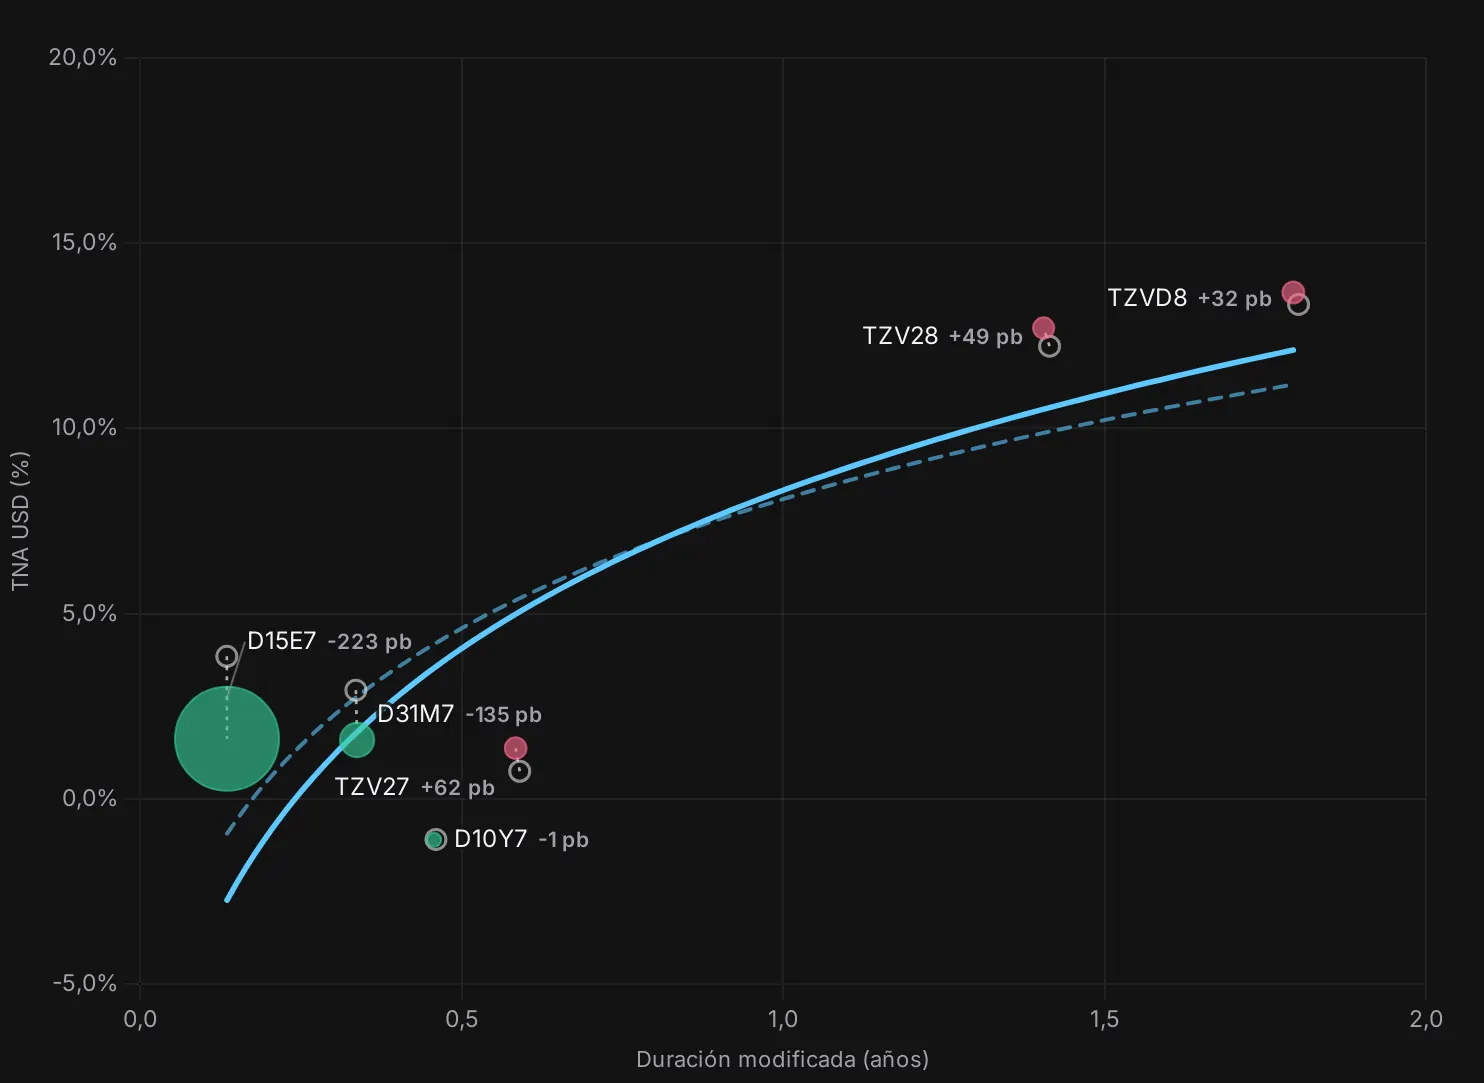 20,0%
15,0%
TZVD8 +32 pb
TZV28 +49 pb
10,0%
TNA USD (%)
5,0%
D15E7 -223 pb
D31M7 -135 pb
TZV27 +62 pb
0,0%
D10Y7 -1 pb
-5,0%
0,0 0,5 1,0 1,5 2,0
Duración modificada (años)